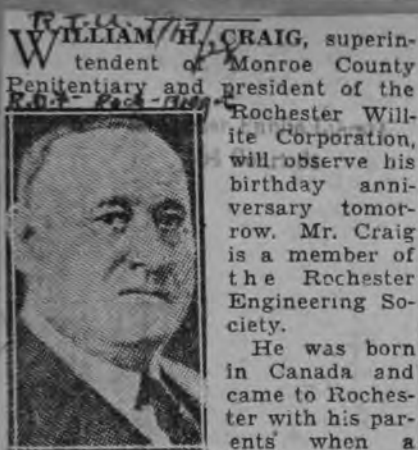 WILLIAM H. CRAIG, superin-
tendent of Monroe County
Penitentiary and president of the
Rochester Will-
ite Corporation,
will observe his
birthday anni-
versary tomor-
row. Mr. Craig
is a member of
the Rochester
Engineering So-
ciety.
He was born
in Canada and
came to Roches-
ter with his par-
ents when a